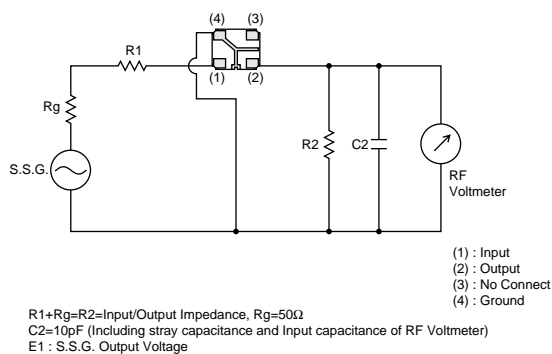 (4) (3)
R1
(1) (2)
Rg
R2 C2
S.S.G.
RF
Voltmeter
(1) : Input
(2) : Output
(3) : No Connect
(4) : Ground
R1+Rg=R2=Input/Output Impedance, Rg=50Ω
C2=10pF (Including stray capacitance and Input capacitance of RF Voltmeter)
E1 : S.S.G. Output Voltage